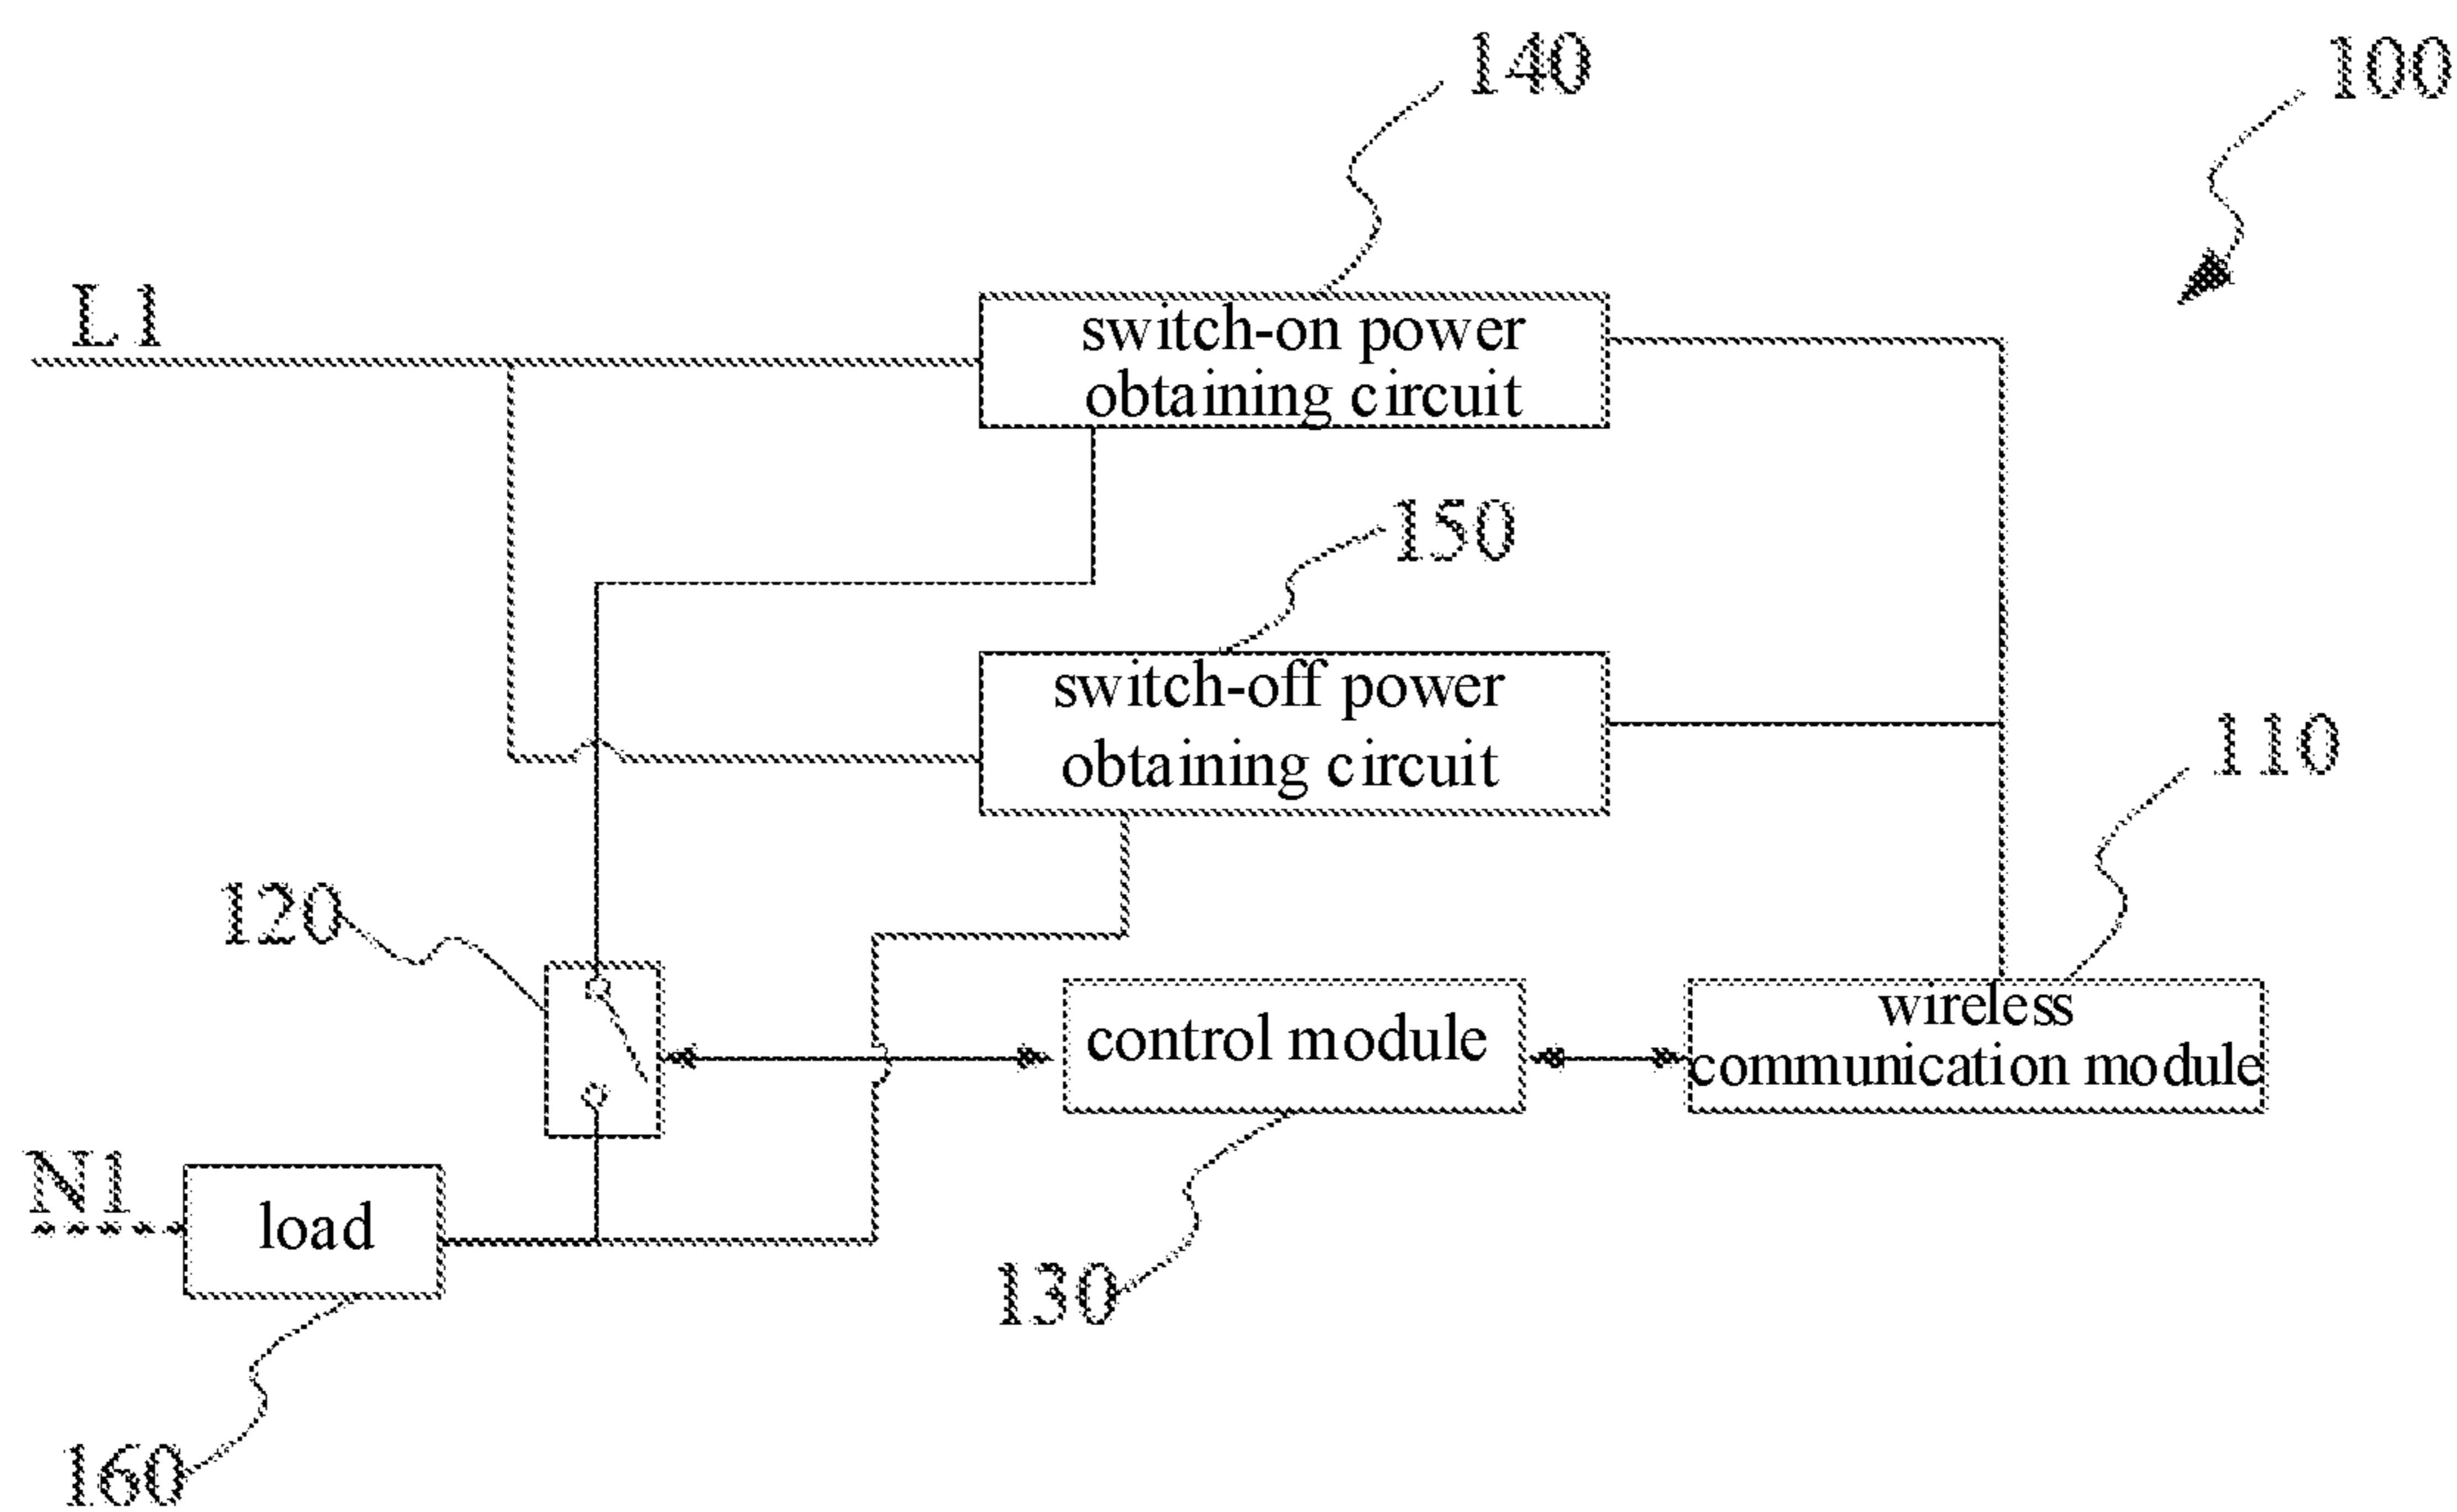 140
100
L1
switch-on power
obtaining circuit
150
switch-off power
obtaining circuit
110
120
control module
wireless
communication module
N1
load
130
160